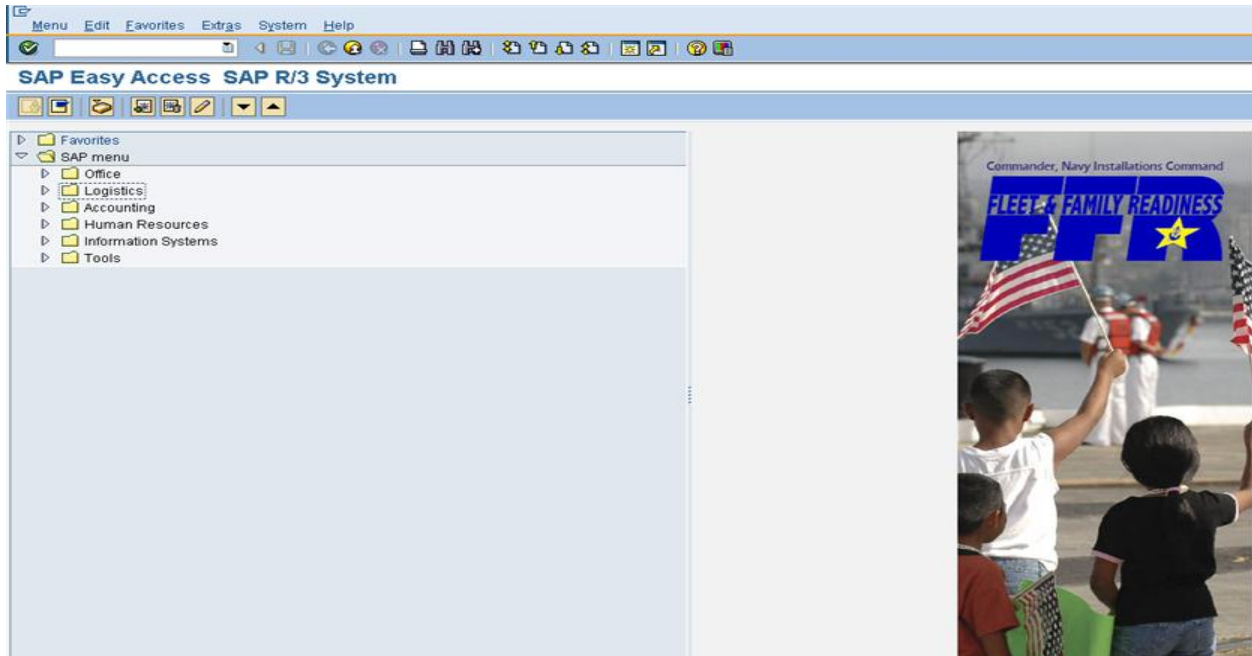 Menu Edit Favorites Extras System Help
SAP Easy Access SAP R/3 System
Favorites
SAP menu
Office
Logistics
Accounting
Human Resources
Information Systems
Tools
Commander, Navy Installations Command
FLEET & FAMILY READINESS
FFR